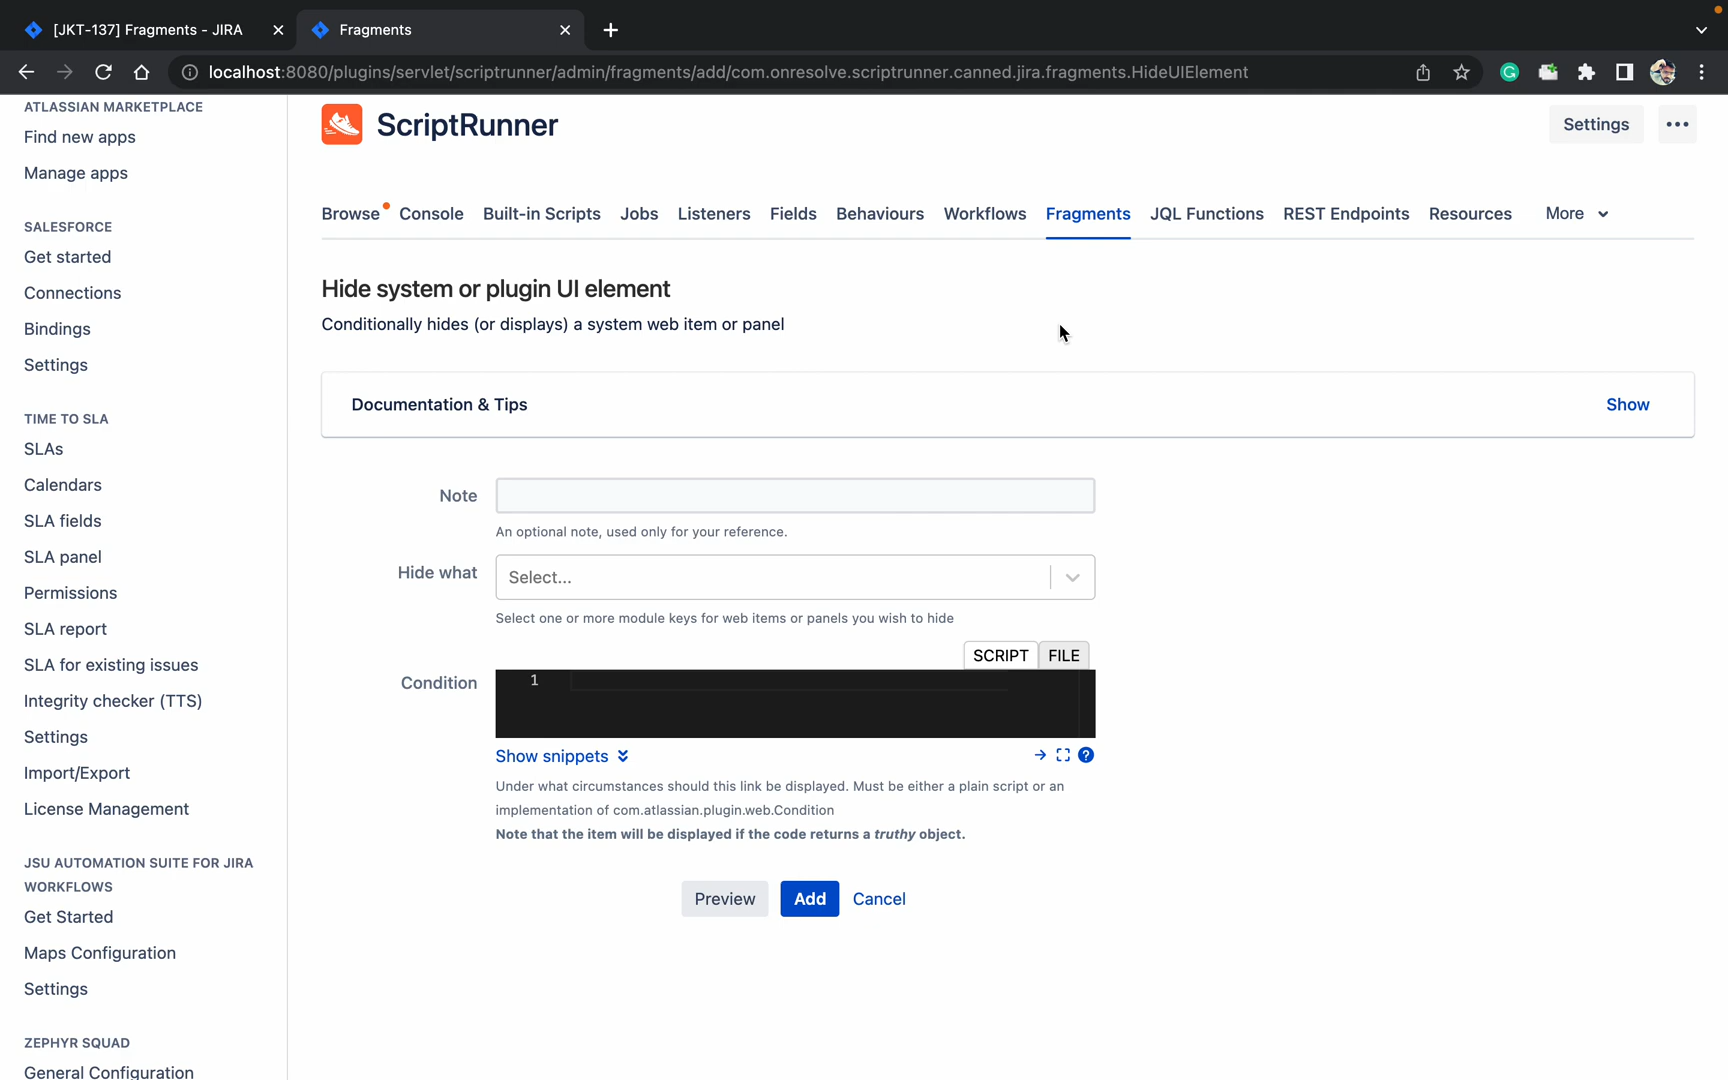 [JKT-137] Fragments - JIRA
Fragments
localhost:8080/plugins/servlet/scriptrunner/admin/fragments/add/com.onresolve.scriptrunner.canned.jira.fragments.HideUIElement
ATLASSIAN MARKETPLACE
Find new apps
Manage apps
SALESFORCE
Get started
Connections
Bindings
Settings
TIME TO SLA
SLAs
Calendars
SLA fields
SLA panel
Permissions
SLA report
SLA for existing issues
Integrity checker (TTS)
Settings
Import/Export
License Management
JSU AUTOMATION SUITE FOR JIRA
WORKFLOWS
Get Started
Maps Configuration
Settings
ZEPHYR SQUAD
General Configuration
ScriptRunner
Settings
Browse Console Built-in Scripts Jobs Listeners Fields Behaviours Workflows Fragments JQL Functions REST Endpoints Resources More
Hide system or plugin UI element
Conditionally hides (or displays) a system web item or panel
Documentation & Tips
Show
Note
An optional note, used only for your reference.
Hide what
Select...
Select one or more module keys for web items or panels you wish to hide
SCRIPT FILE
Condition
1
Show snippets
Under what circumstances should this link be displayed. Must be either a plain script or an
implementation of com.atlassian.plugin.web.Condition
Note that the item will be displayed if the code returns a truthy object.
Preview Add Cancel